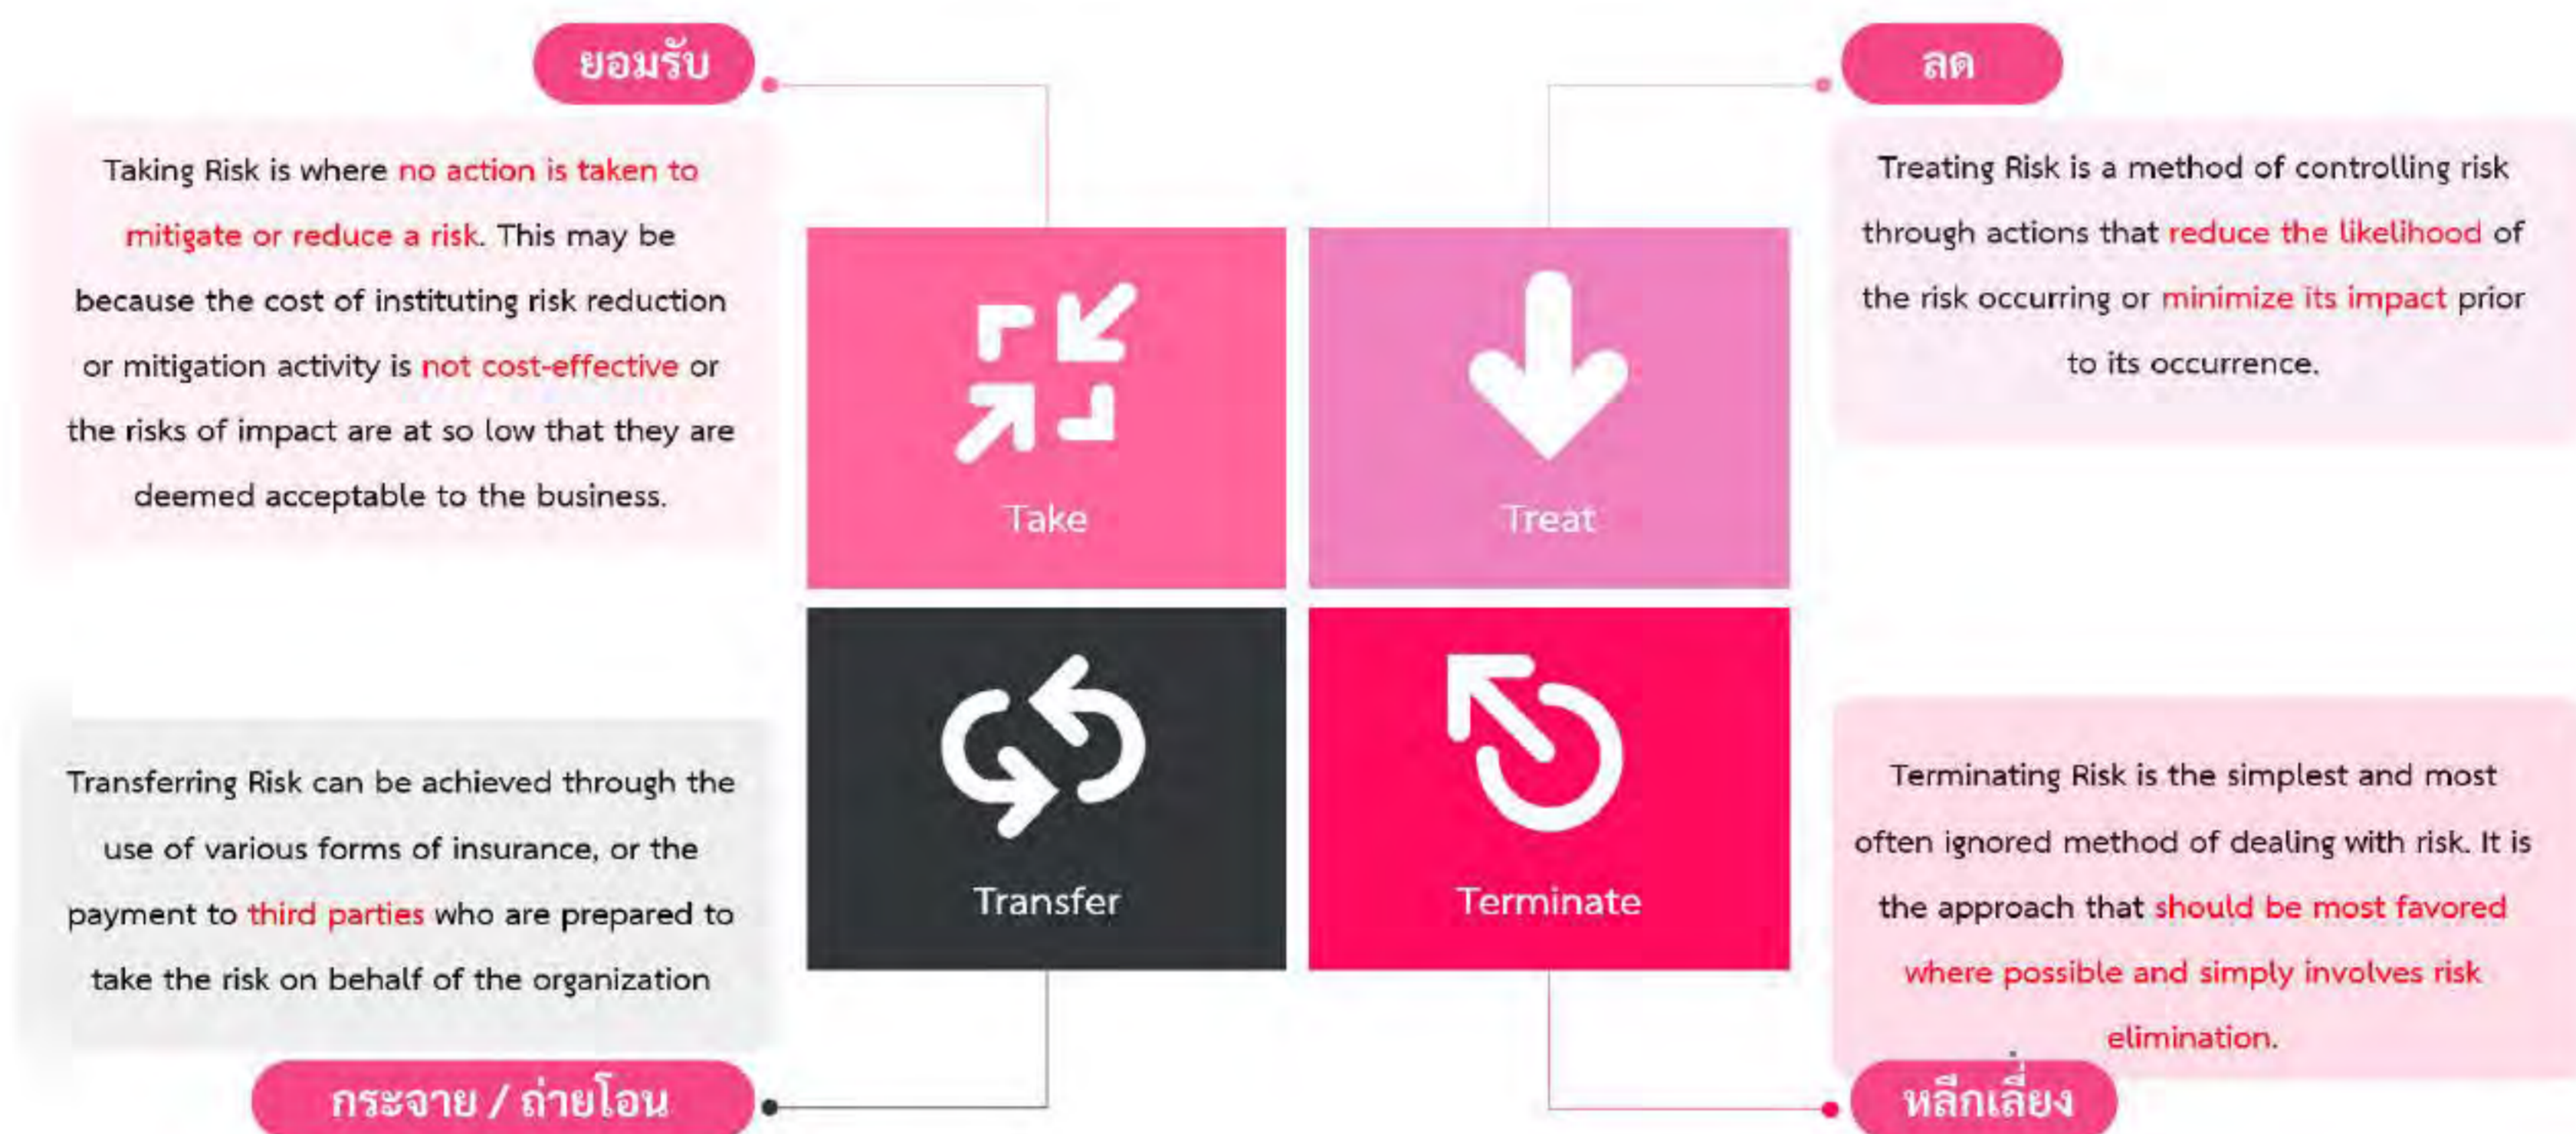 ยอมรับ
Taking Risk is where no action is taken to
mitigate or reduce a risk. This may be
because the cost of instituting risk reduction
or mitigation activity is not cost-effective or
the risks of impact are at so low that they are
deemed acceptable to the business.
Take
ลด
Treating Risk is a method of controlling risk
through actions that reduce the likelihood of
the risk occurring or minimize its impact prior
to its occurrence.
Treat
Transferring Risk can be achieved through the
use of various forms of insurance, or the
payment to third parties who are prepared to
take the risk on behalf of the organization
กระจาย / ถ่ายโอน
Transfer
Terminate
Terminating Risk is the simplest and most
often ignored method of dealing with risk. It is
the approach that should be most favored
where possible and simply involves risk
elimination.
หลีกเลี่ยง